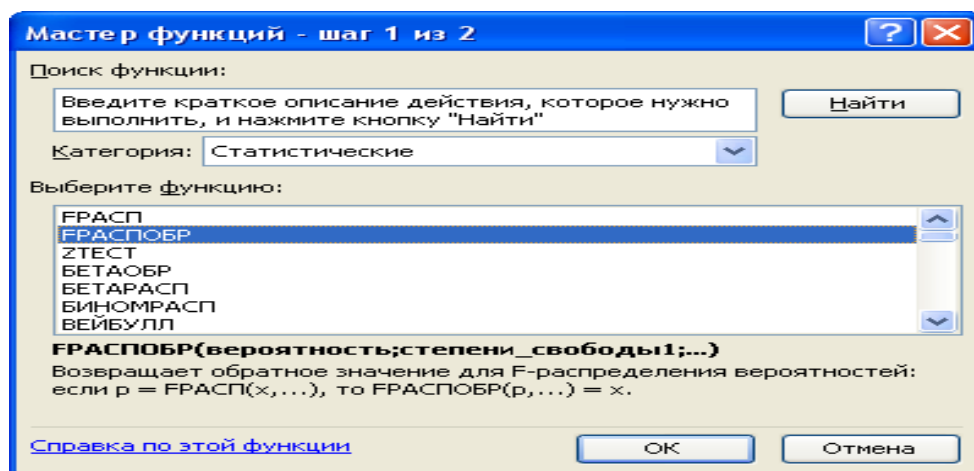 Мастер функций - шаг 1 из 2
Поиск функции:
Введите краткое описание действия, которое нужно
выполнить, и нажмите кнопку "Найти"
Найти
Категория: Статистические
Выберите функцию:
FРАСП
FРАСПОБР
ZТЕСТ
БЕТАОБР
БЕТАРАСП
БИНОМРАСП
ВЕЙБУЛЛ
FРАСПОБР(вероятность;степени_свободы1;...)
Возвращает обратное значение для F-распределения вероятностей:
если p = FРАСП(x,...), то FРАСПОБР(p,...) = x.
Справка по этой функции
ОК
Отмена